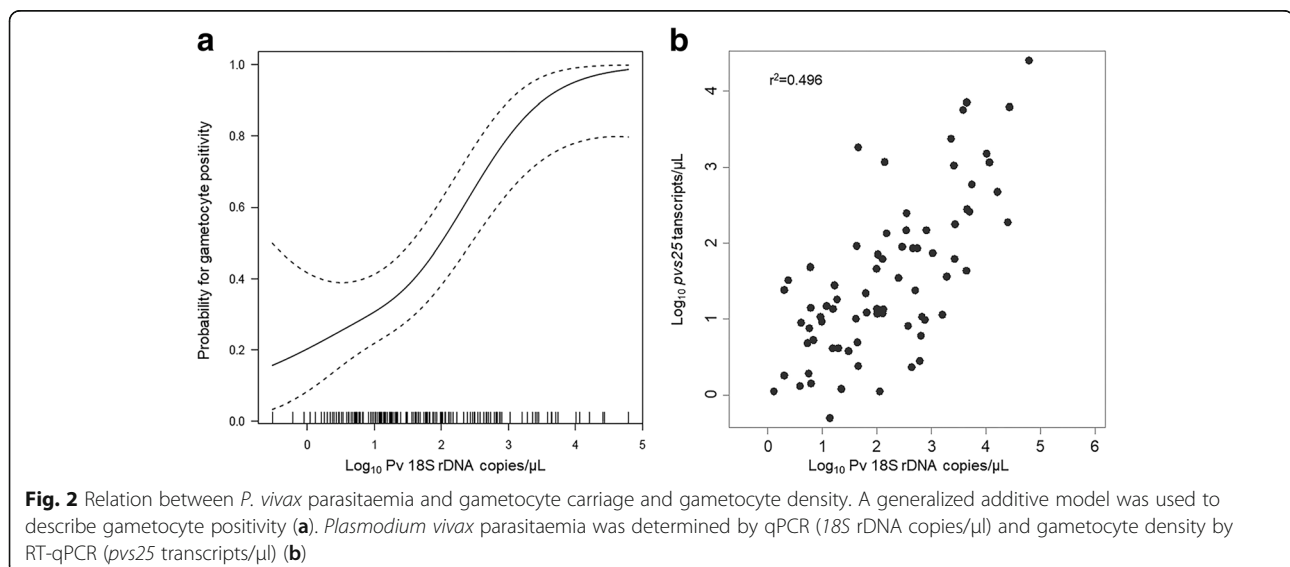 a
b
1.0
0.8
0.6
0.4
0.2
0.0
Probability for gametocyte positivity
0 1 2 3 4 5
Log10 Pv 18S rDNA copies/µL
r²=0.496
4
3
2
1
0
Log10 pvs25 tanscripts/µL
0 1 2 3 4 5 6
Log10 Pv 18S rDNA copies/µL
Fig. 2 Relation between P. vivax parasitaemia and gametocyte carriage and gametocyte density. A generalized additive model was used to
describe gametocyte positivity (a). Plasmodium vivax parasitaemia was determined by qPCR (18S rDNA copies/µl) and gametocyte density by
RT-qPCR (pvs25 transcripts/µl) (b)